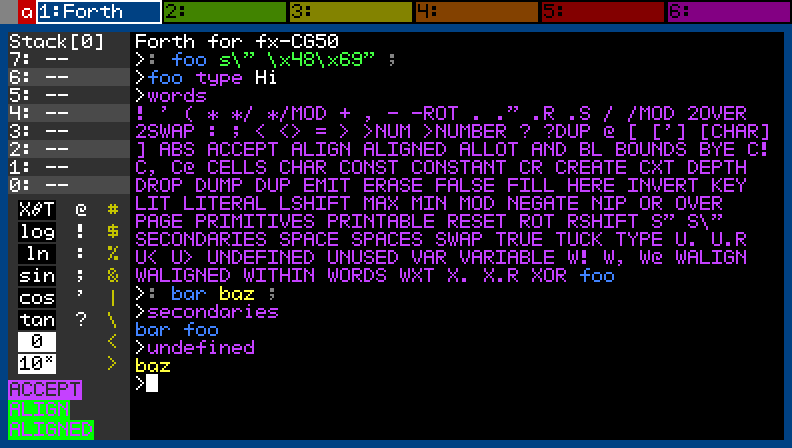 a 1:Forth 2: 3: 4: 5: 6:
Stack[0]
7: --
6: --
5: --
4: --
3: --
2: --
1: --
0: --
XθT @ #
log ! $
ln : %
sin ; &
cos ' |
tan ? \
0 <
10ˣ >
ACCEPT
ALIGN
ALIGNED
Forth for fx-CG50
>: foo s\" \x48\x69" ;
>foo type Hi
>words
! ' ( * */ */MOD + , - -ROT . ." .R .S / /MOD 2OVER
2SWAP : ; < <> = > >NUM >NUMBER ? ?DUP @ [ ['] [CHAR]
] ABS ACCEPT ALIGN ALIGNED ALLOT AND BL BOUNDS BYE C!
C, C@ CELLS CHAR CONST CONSTANT CR CREATE CXT DEPTH
DROP DUMP DUP EMIT ERASE FALSE FILL HERE INVERT KEY
LIT LITERAL LSHIFT MAX MIN MOD NEGATE NIP OR OVER
PAGE PRIMITIVES PRINTABLE RESET ROT RSHIFT S" S\"
SECONDARIES SPACE SPACES SWAP TRUE TUCK TYPE U. U.R
U< U> UNDEFINED UNUSED VAR VARIABLE W! W, W@ WALIGN
WALIGNED WITHIN WORDS WXT X. X.R XOR foo
>: bar baz ;
>secondaries
bar foo
>undefined
baz
>